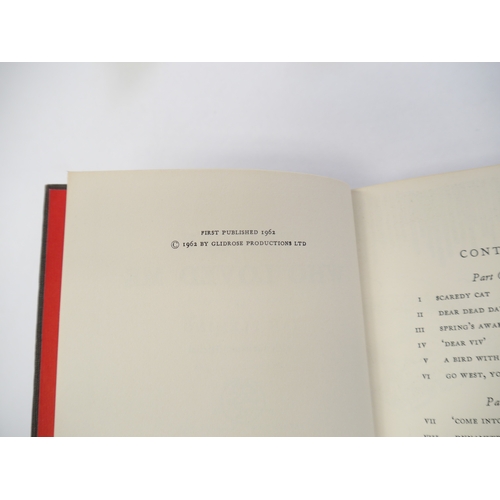 FIRST PUBLISHED 1962
© 1962 BY GLIDROSE PRODUCTIONS LTD
CONT
Part
I SCAREDY CAT
II DEAR DEAD DA
III SPRING'S AWA
IV 'DEAR VIV'
V A BIRD WITH
VI GO WEST, YO
Pa
VII 'COME INTO